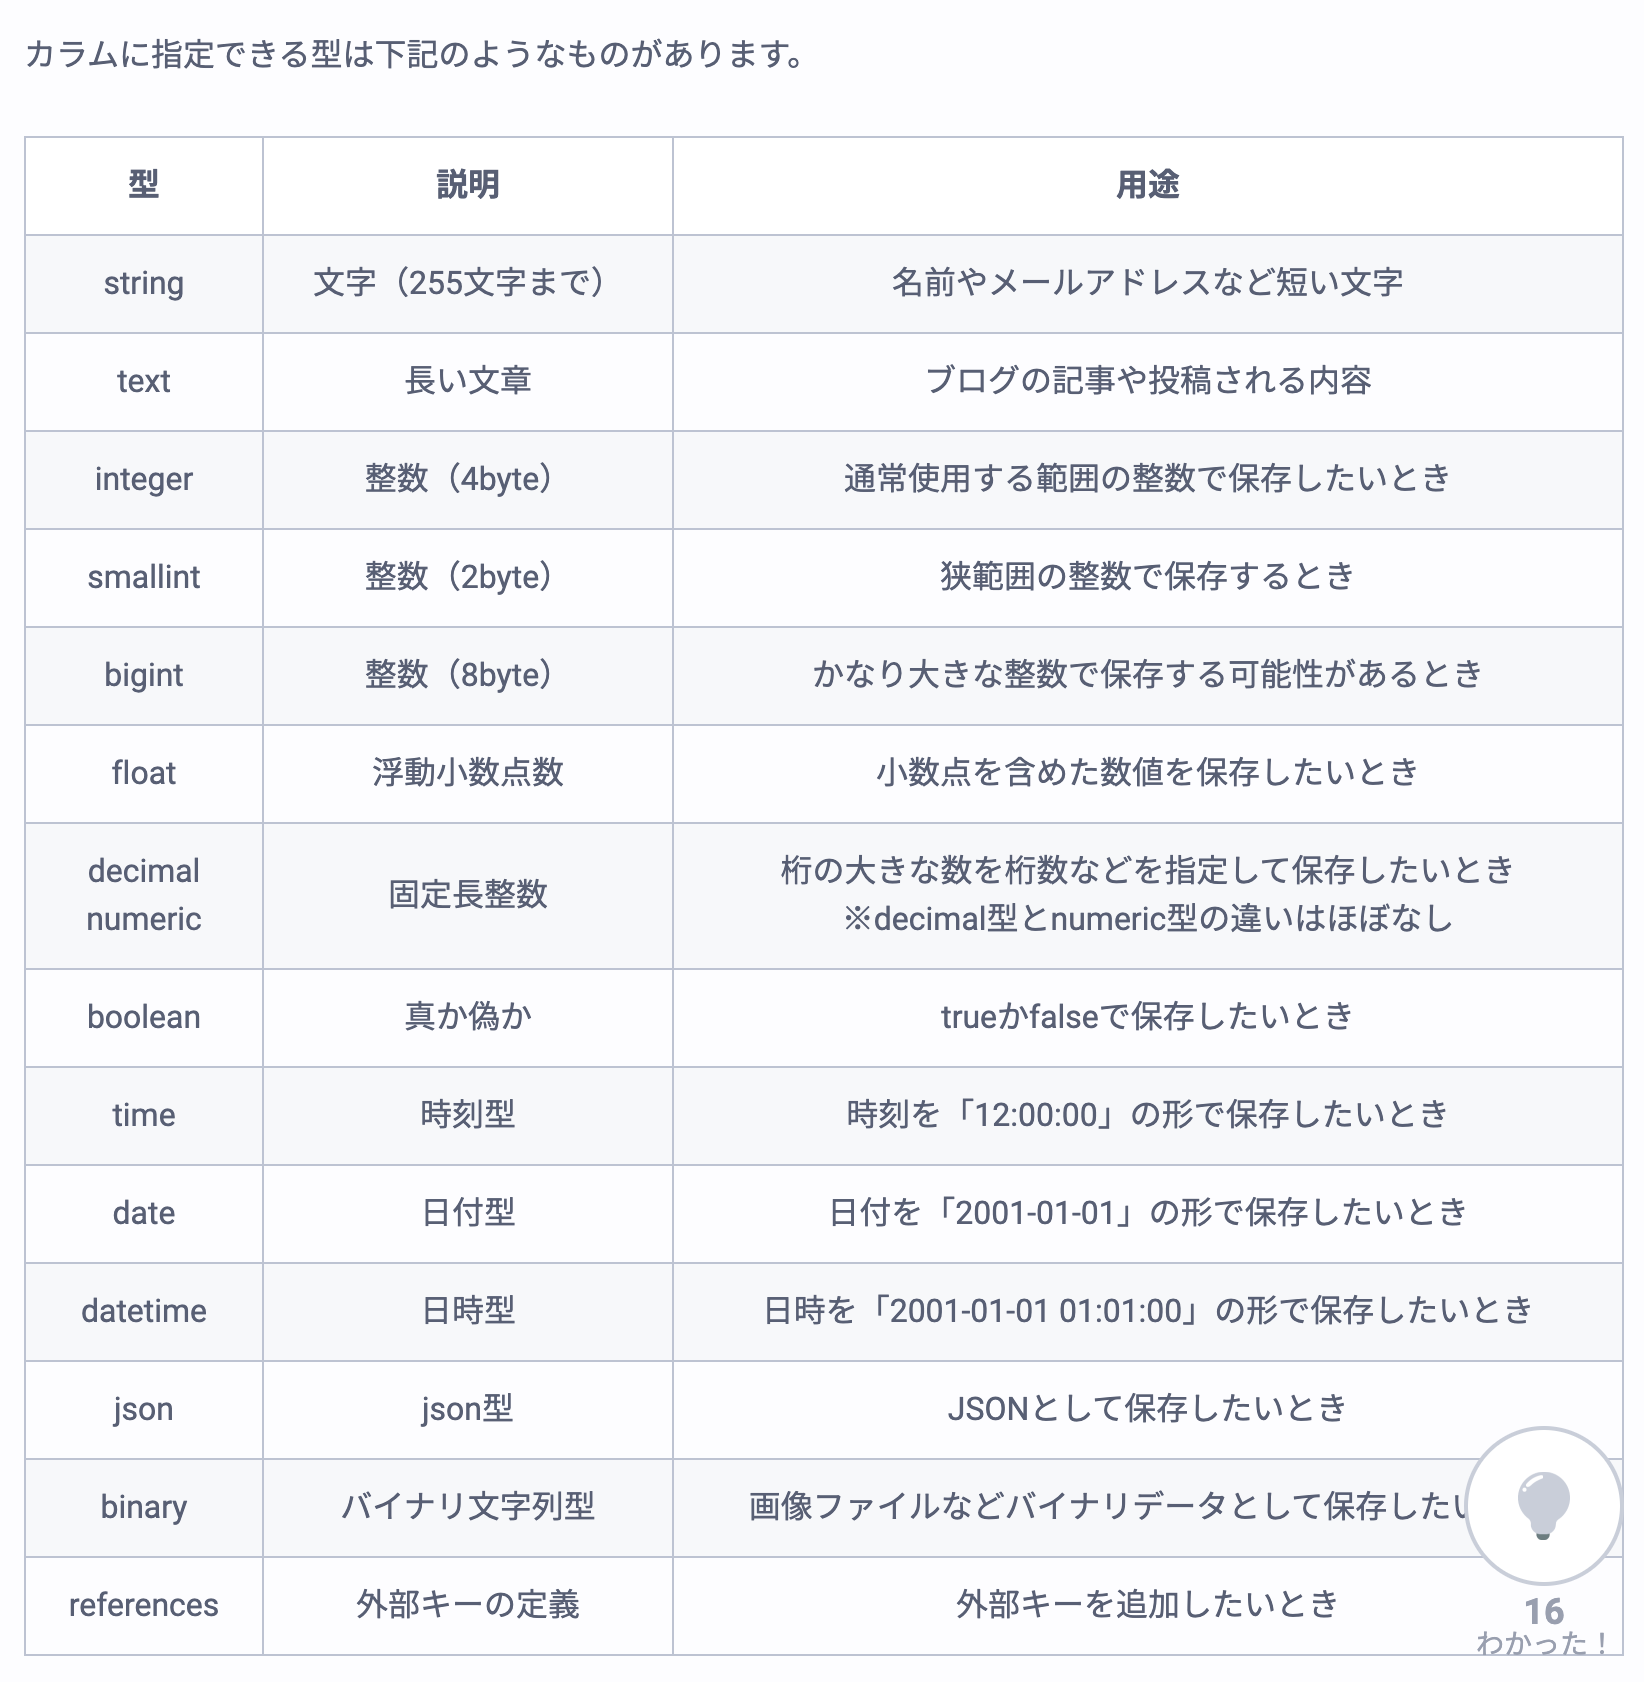 カラムに指定できる型は下記のようなものがあります。
型 説明 用途
string 文字（255文字まで） 名前やメールアドレスなど短い文字
text 長い文章 ブログの記事や投稿される内容
integer 整数（4byte） 通常使用する範囲の整数で保存したいとき
smallint 整数（2byte） 狭範囲の整数で保存するとき
bigint 整数（8byte） かなり大きな整数で保存する可能性があるとき
float 浮動小数点数 小数点を含めた数値を保存したいとき
decimal
numeric
固定長整数
桁の大きな数を桁数などを指定して保存したいとき
※decimal型とnumeric型の違いはほぼなし
boolean 真か偽か trueかfalseで保存したいとき
time 時刻型 時刻を「12:00:00」の形で保存したいとき
date 日付型 日付を「2001-01-01」の形で保存したいとき
datetime 日時型 日時を「2001-01-01 01:01:00」の形で保存したいとき
json json型 JSONとして保存したいとき
binary バイナリ文字列型 画像ファイルなどバイナリデータとして保存したい
references 外部キーの定義 外部キーを追加したいとき
16
わかった！